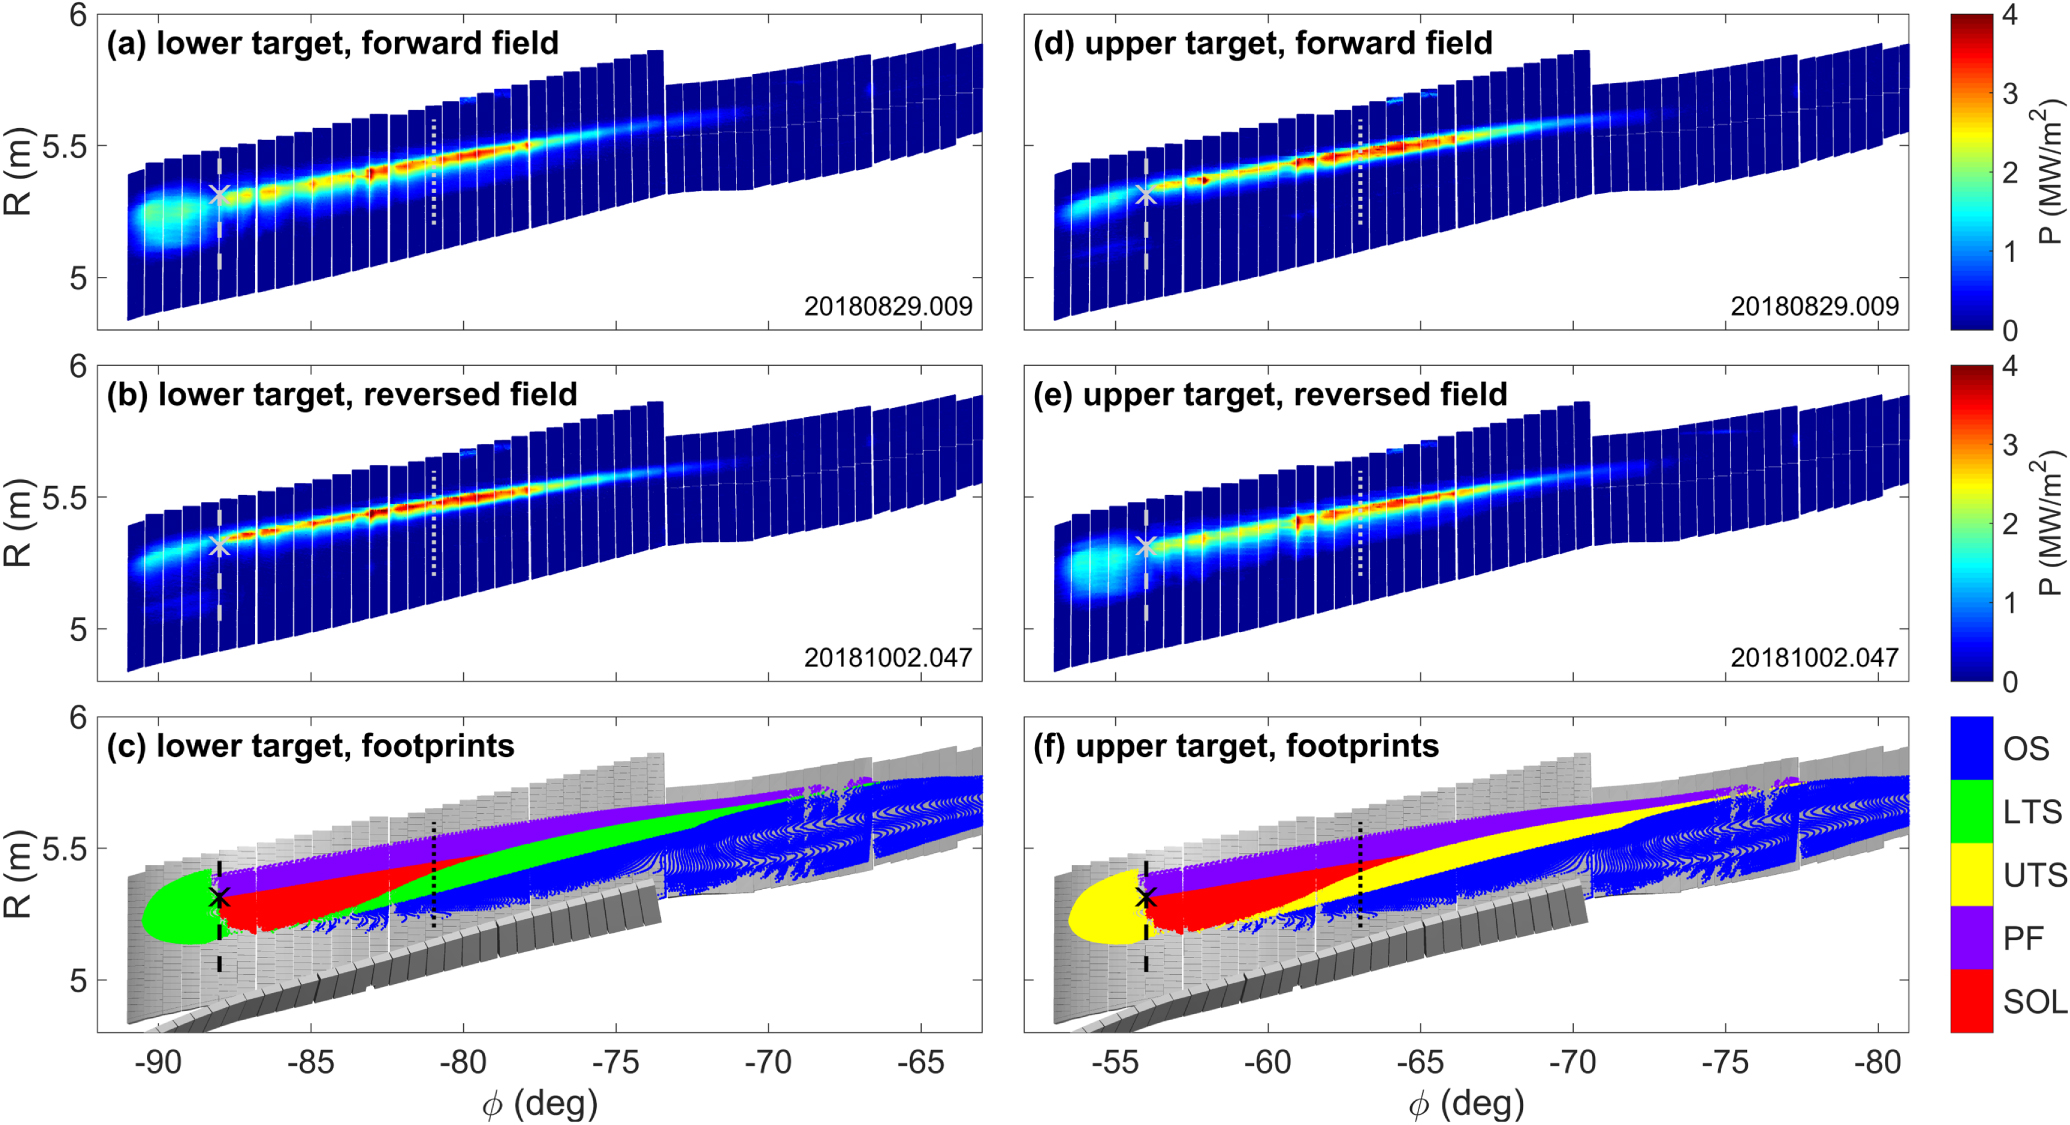 (a) lower target, forward field
6
5.5
5
R (m)
20180829.009
(d) upper target, forward field
20180829.009
4
3
2
1
0
P (MW/m²)
(b) lower target, reversed field
6
5.5
5
R (m)
20181002.047
(e) upper target, reversed field
20181002.047
4
3
2
1
0
P (MW/m²)
(c) lower target, footprints
6
5.5
5
R (m)
-90 -85 -80 -75 -70 -65
ϕ (deg)
(f) upper target, footprints
-55 -60 -65 -70 -75 -80
ϕ (deg)
OS
LTS
UTS
PF
SOL